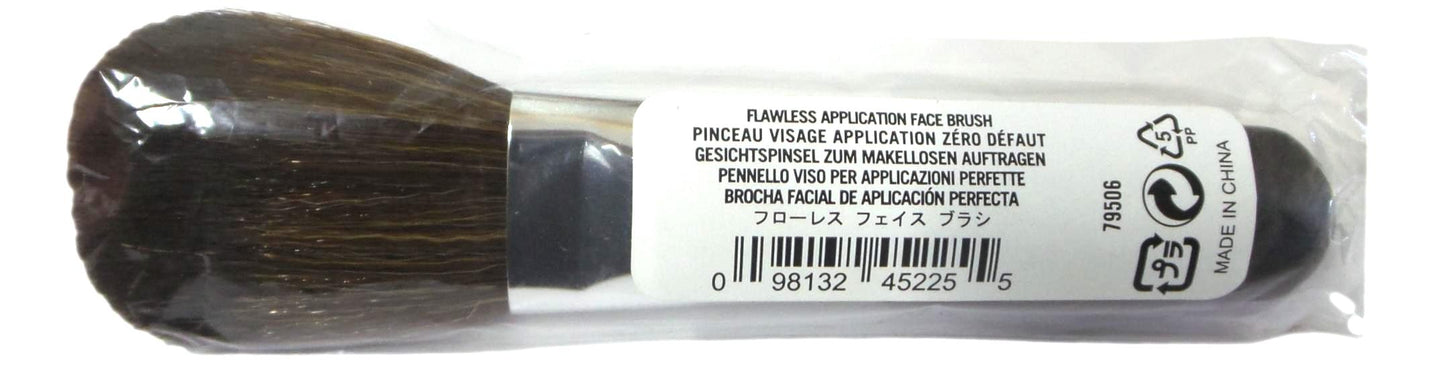 FLAWLESS APPLICATION FACE BRUSH
PINCEAU VISAGE APPLICATION ZÉRO DÉFAUT
GESICHTSPINSEL ZUM MAKELLOSEN AUFTRAGEN
PENNELLO VISO PER APPLICAZIONI PERFETTE
BROCHA FACIAL DE APLICACIÓN PERFECTA
フローレス フェイス ブラシ
0 98132 45225 5
79506
5
PP
プラ
MADE IN CHINA